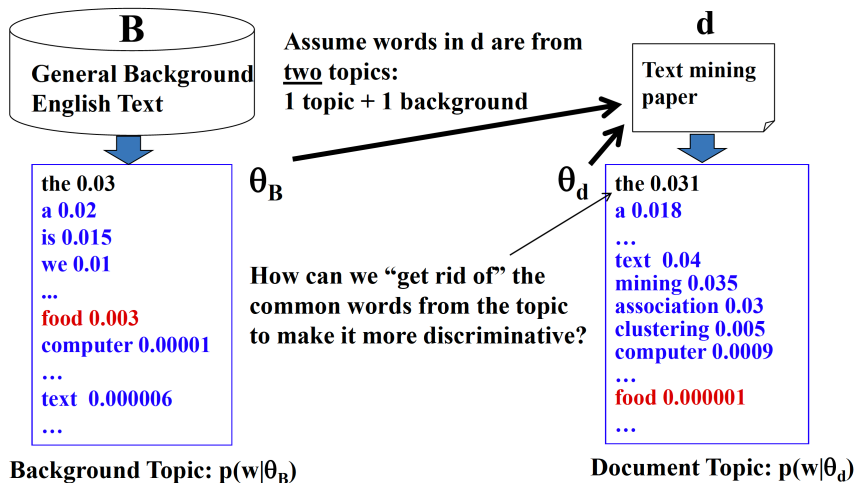 B
General Background
English Text
Assume words in d are from
two topics:
1 topic + 1 background
d
Text mining
paper
the 0.03
a 0.02
is 0.015
we 0.01
...
food 0.003
computer 0.00001
…
text 0.000006
…
Background Topic: p(w|θB)
θB
θd
How can we “get rid of” the
common words from the topic
to make it more discriminative?
the 0.031
a 0.018
…
text 0.04
mining 0.035
association 0.03
clustering 0.005
computer 0.0009
…
food 0.000001
…
Document Topic: p(w|θd)